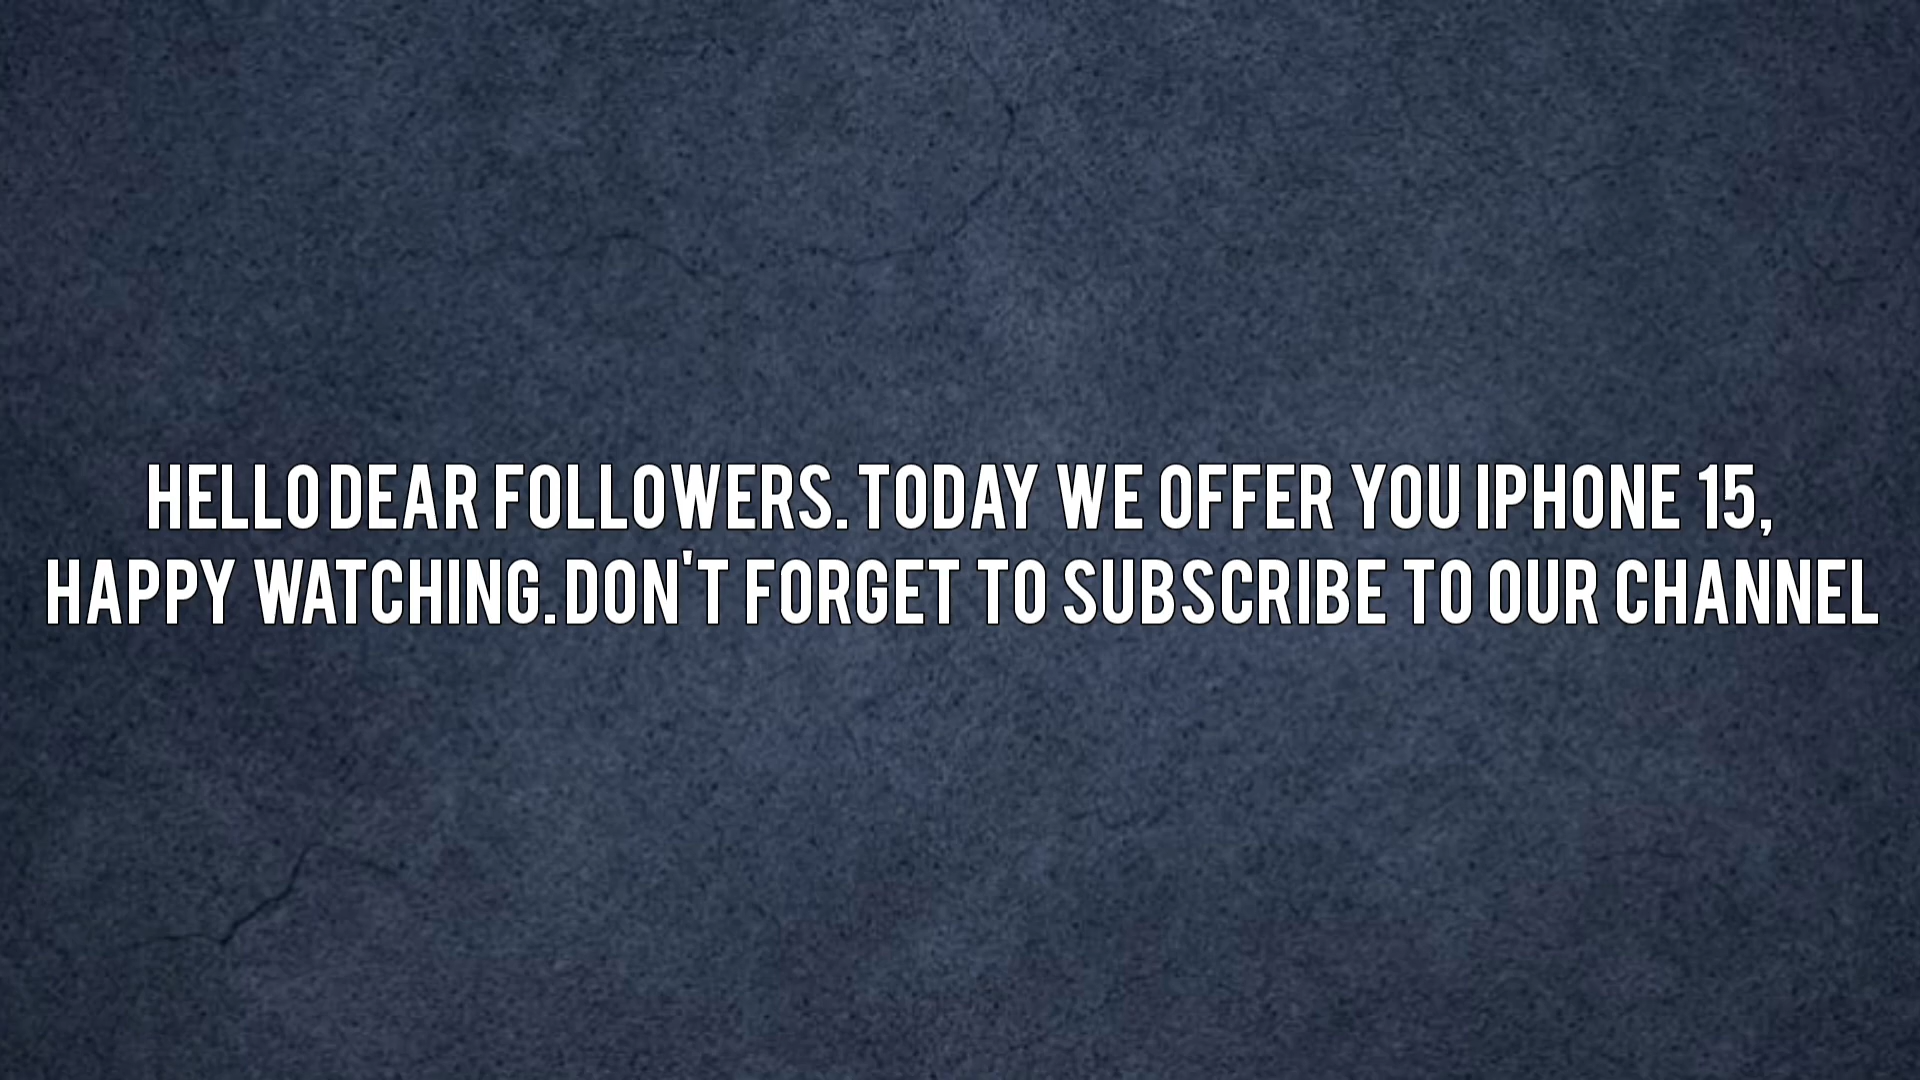 HELLO DEAR FOLLOWERS. TODAY WE OFFER YOU IPHONE 15,
HAPPY WATCHING. DON'T FORGET TO SUBSCRIBE TO OUR CHANNEL